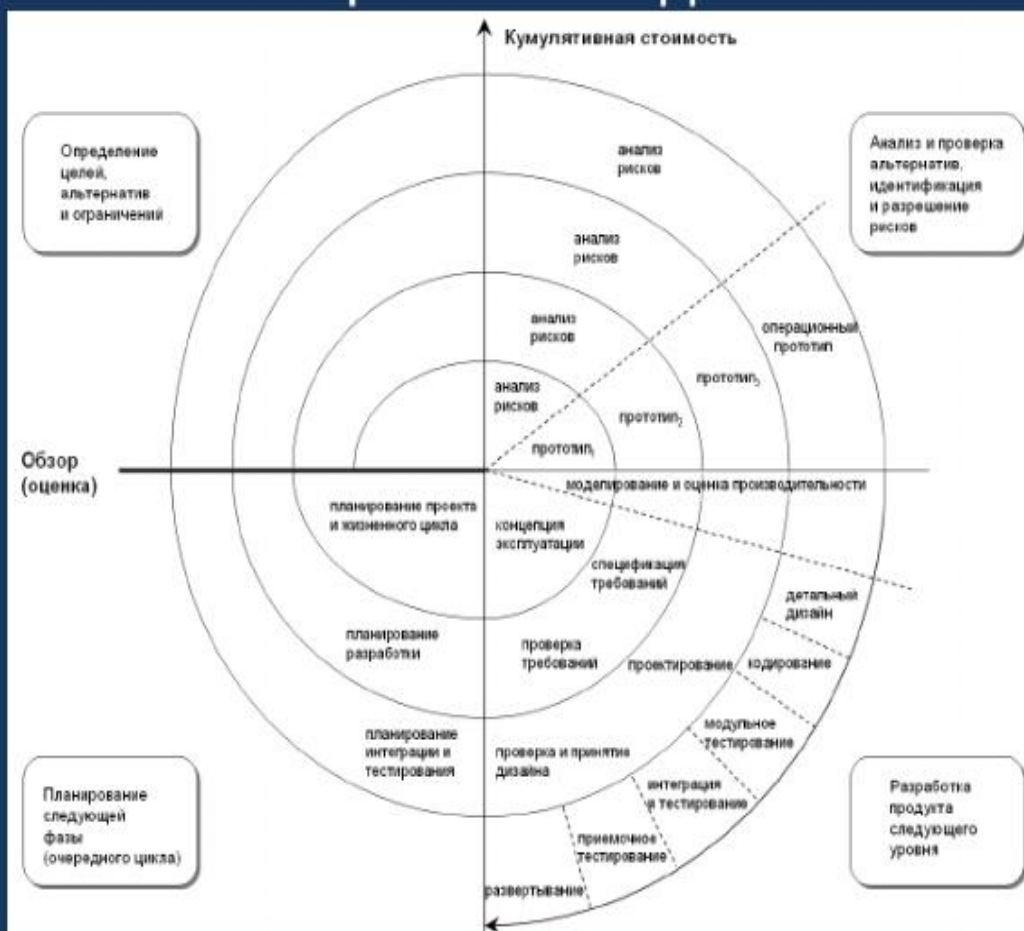 Кумулятивная стоимость
Определение
целей,
альтернатив
и ограничений
Анализ и проверка
альтернатив,
идентификация
и разрешение
рисков
анализ
рисков
анализ
рисков
анализ
рисков
анализ
рисков
операционный
прототип
прототип3
прототип2
прототип1
Обзор
(оценка)
моделирование и оценка производительности
планирование проекта
и жизненного цикла
концепция
эксплуатации
спецификация
требований
детальный
дизайн
планирование
разработки
проверка
требований
проектирование
кодирование
модульное
тестирование
планирование
интеграции и
тестирования
проверка и принятие
дизайна
интеграция
и тестирование
приемочное
тестирование
развертывание
Планирование
следующей
фазы
(очередного цикла)
Разработка
продукта
следующего
уровня